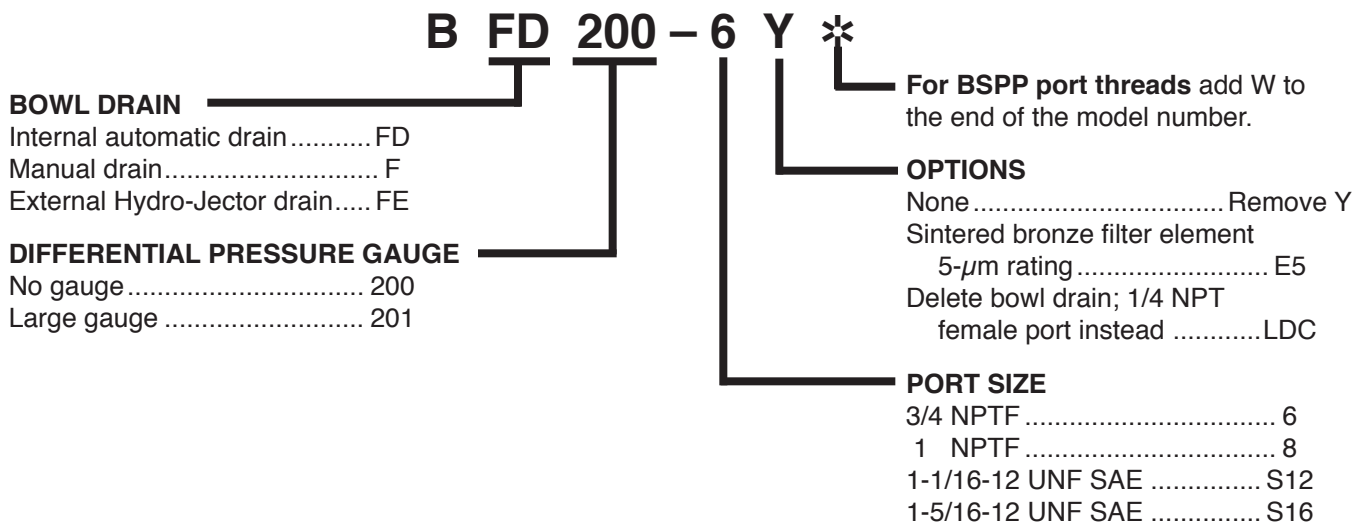 B FD 200 – 6 Y ✲
BOWL DRAIN
Internal automatic drain...........FD
Manual drain............................. F
External Hydro-Jector drain.....FE
DIFFERENTIAL PRESSURE GAUGE
No gauge................................ 200
Large gauge ........................... 201
For BSPP port threads add W to
the end of the model number.
OPTIONS
None..................................Remove Y
Sintered bronze filter element
5-µm rating.......................... E5
Delete bowl drain; 1/4 NPT
female port instead ............LDC
PORT SIZE
3/4 NPTF .................................. 6
1 NPTF .................................. 8
1-1/16-12 UNF SAE ............... S12
1-5/16-12 UNF SAE ............... S16